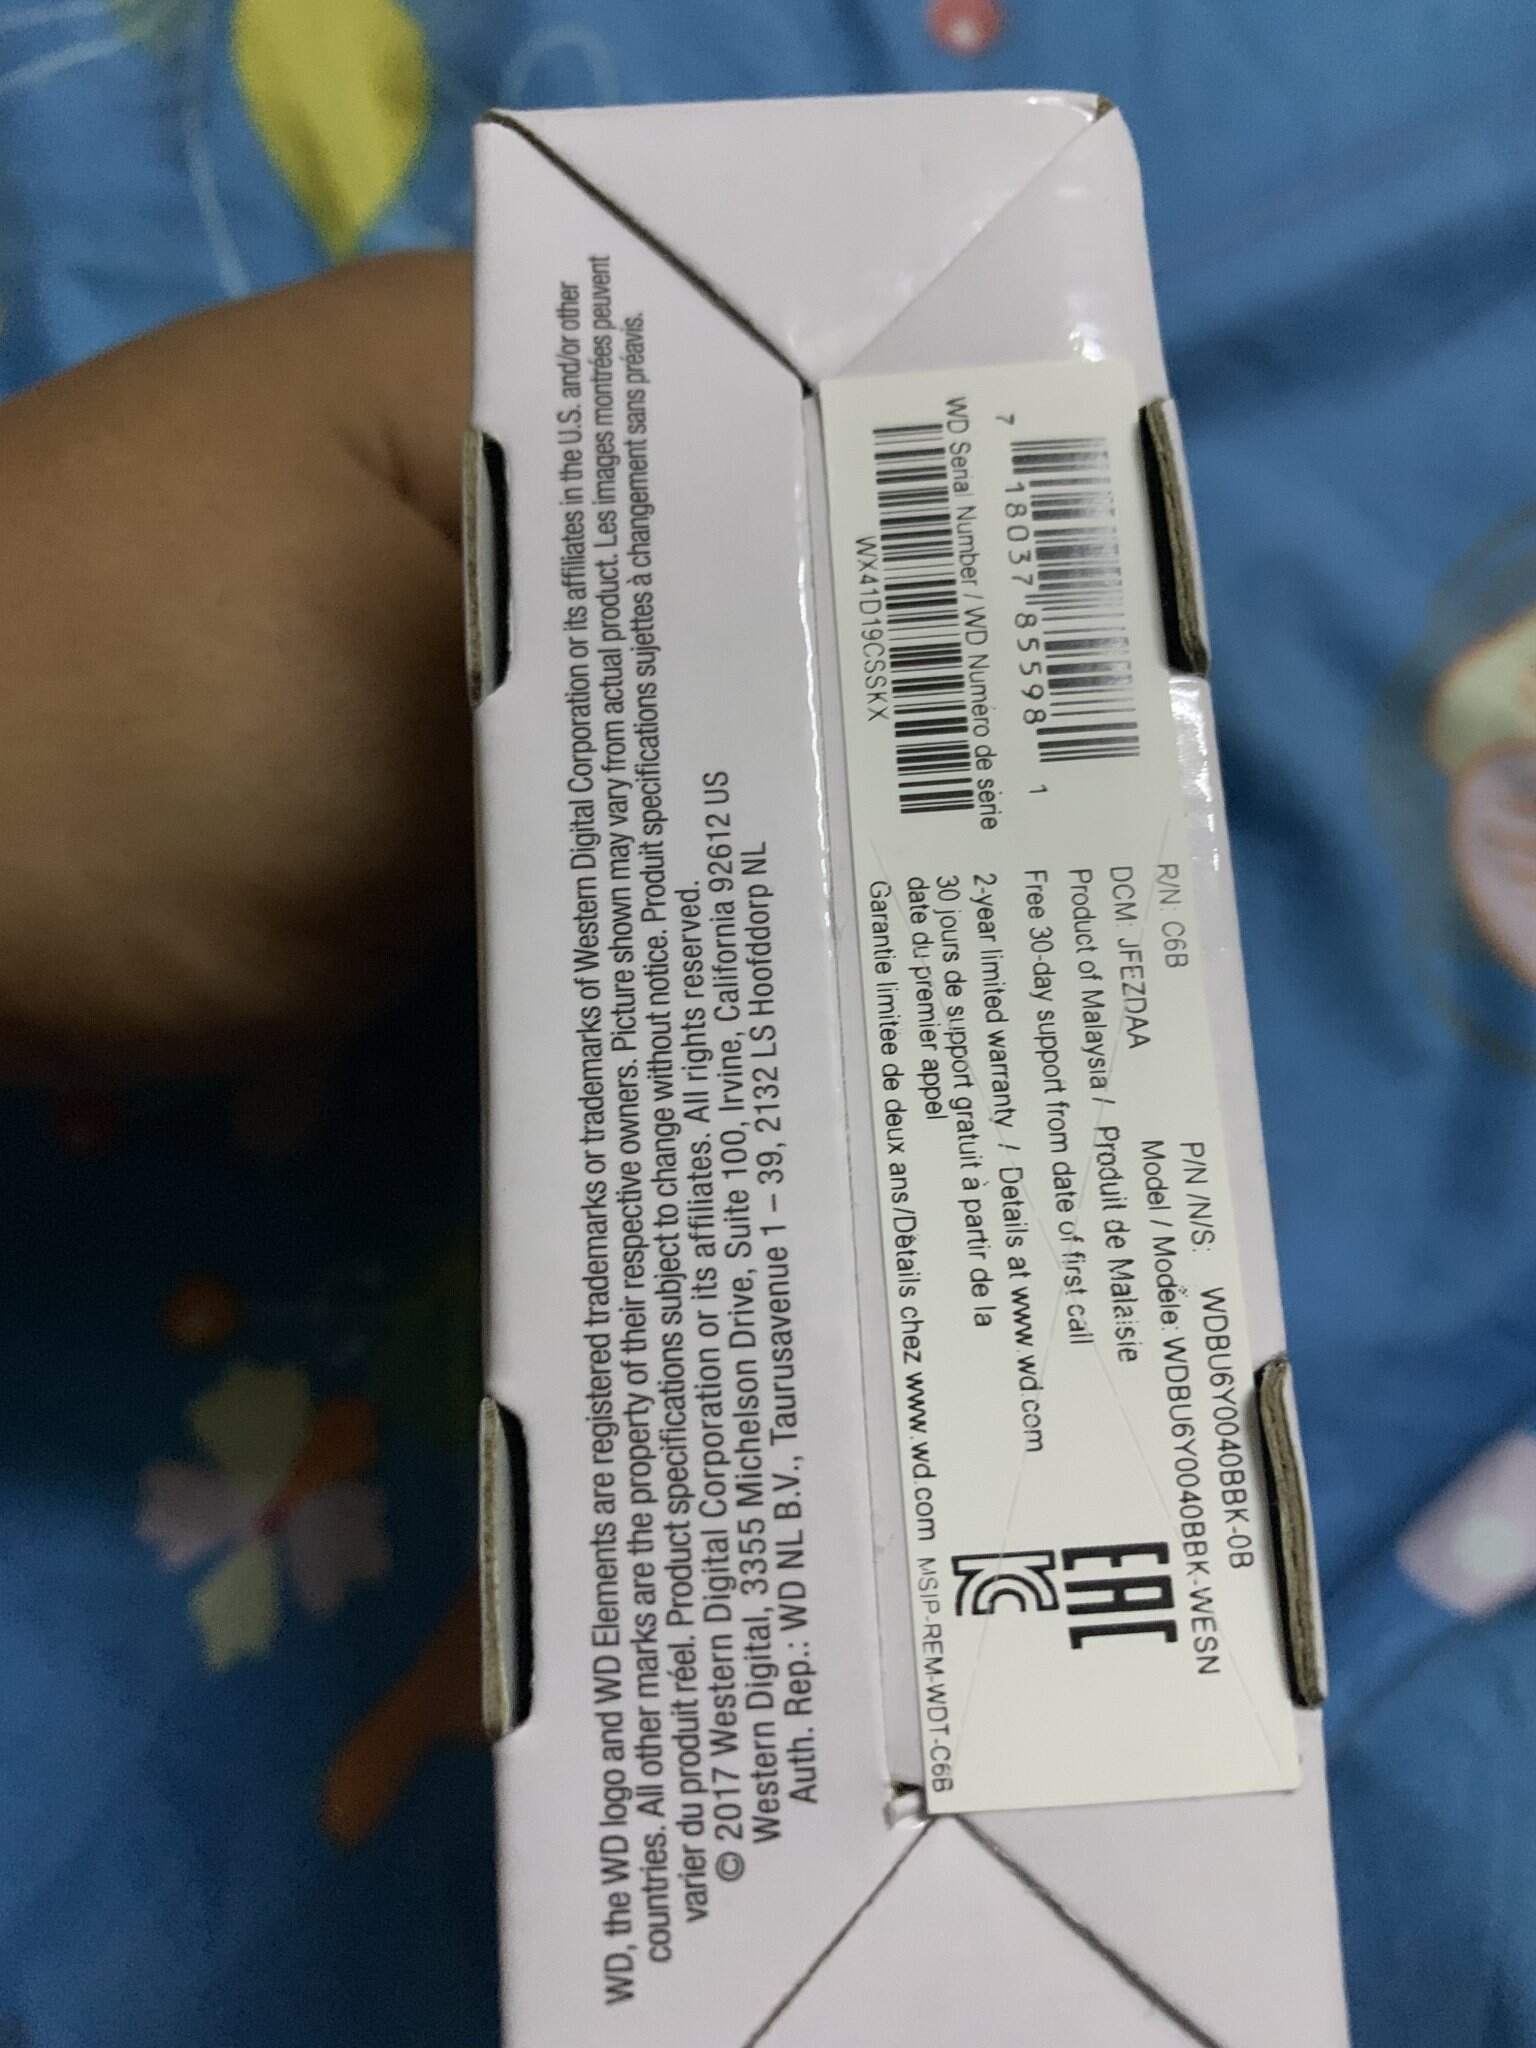 WD, the WD logo and WD Elements are registered trademarks or trademarks of Western Digital Corporation or its affiliates in the U.S. and/or other
countries. All other marks are the property of their respective owners. Picture shown may vary from actual product. Les images montrées peuvent
varier du produit réel. Product specifications subject to change without notice. Produit specifications sujettes à changement sans préavis.
© 2017 Western Digital Corporation or its affiliates. All rights reserved.
Western Digital, 3355 Michelson Drive, Suite 100, Irvine, California 92612 US
Auth. Rep.: WD NL B.V., Taurusavenue 1 – 39, 2132 LS Hoofddorp NL
P/N /N/S: WDBU6Y0040BBK-0B
R/N: C6B
Model / Modèle: WDBU6Y0040BBK-WESN
DCM: JFEZDAA
Product of Malaysia / Produit de Malaisie
Free 30-day support from date of first call
2-year limited warranty / Details at www.wd.com
30 jours de support gratuit à partir de la
date du premier appel
Garantie limitée de deux ans/Détails chez www.wd.com
7 18037 85598 1
WD Serial Number / WD Numéro de série
WX41D19CSSKX
EAC
MSIP-REM-WDT-C6B